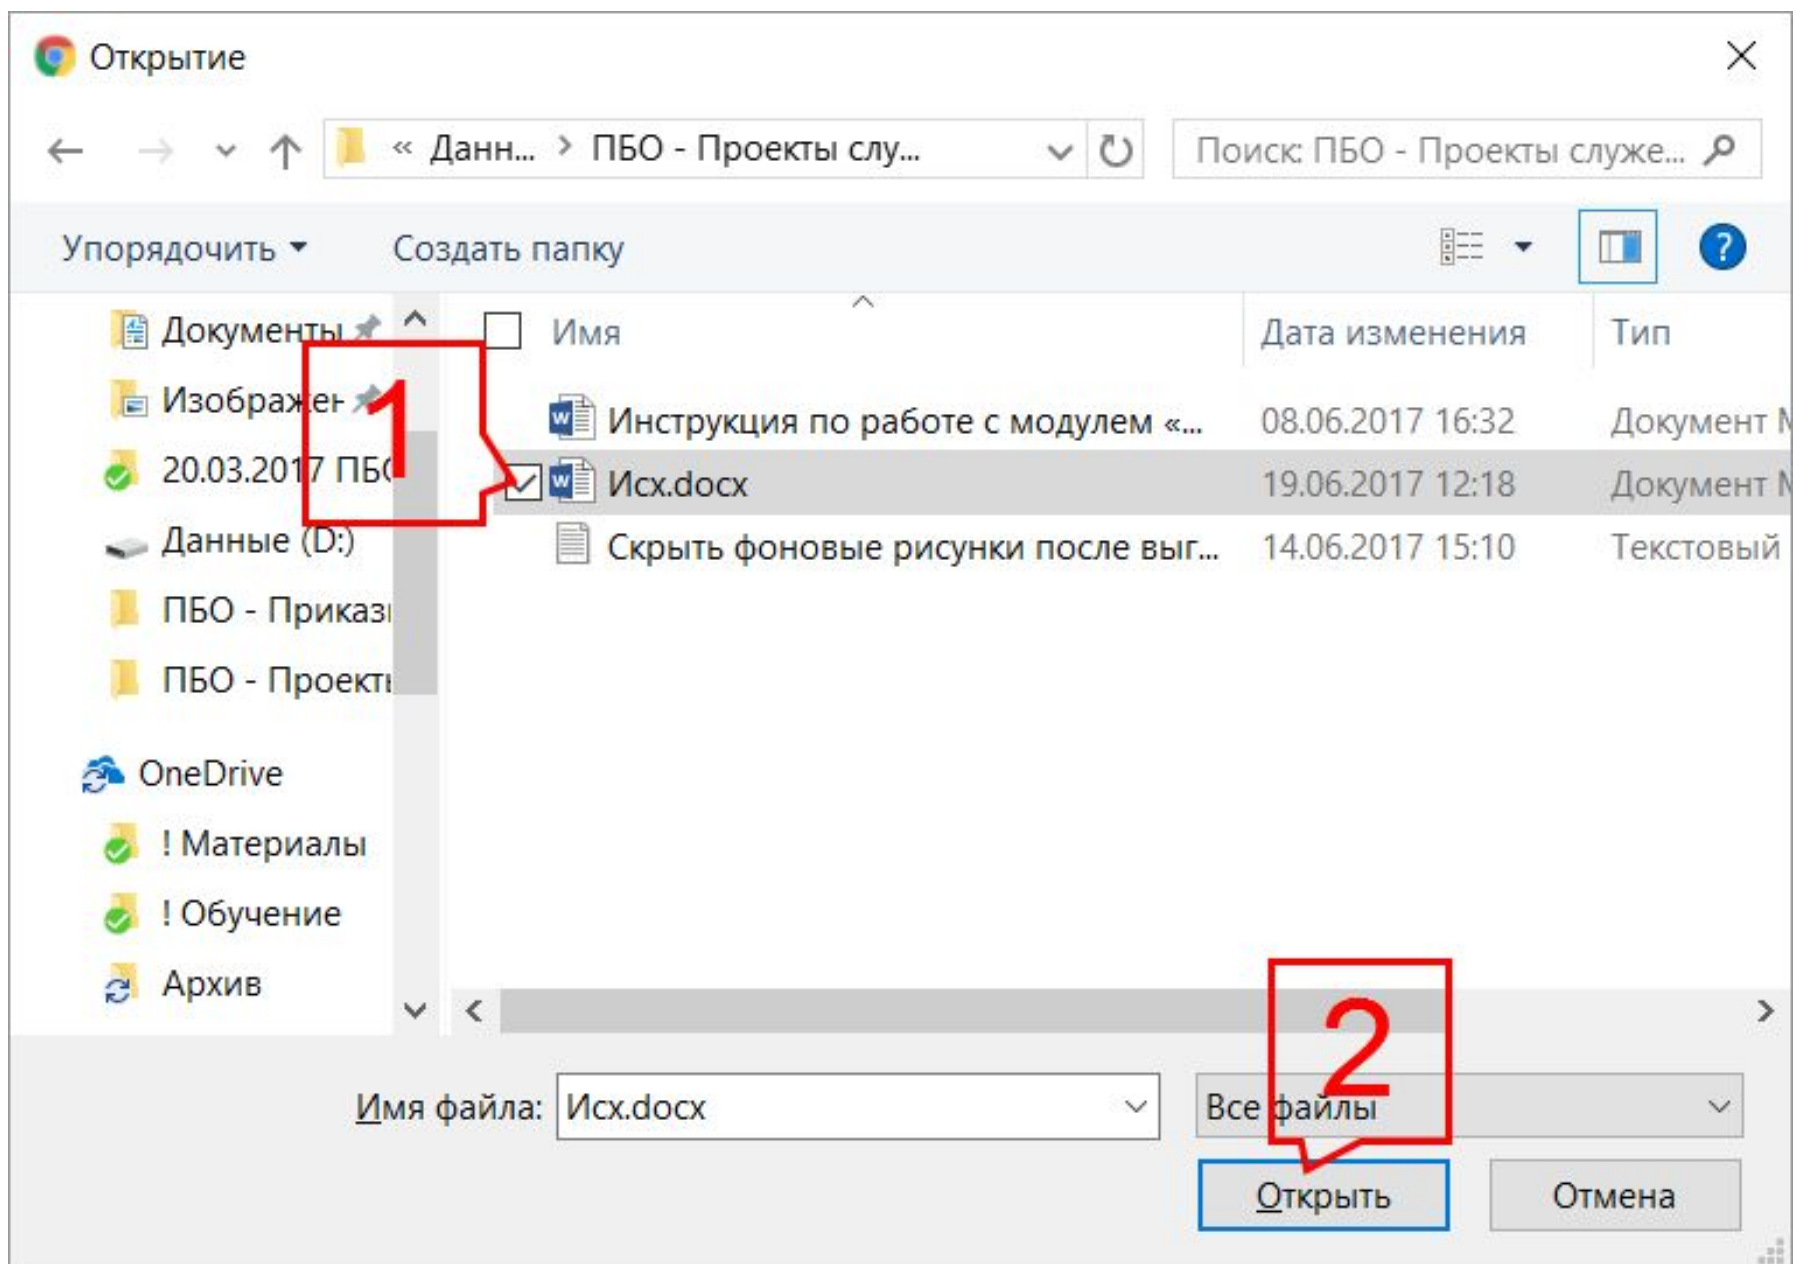 Открытие
« Данн... > ПБО - Проекты слу...
Поиск: ПБО - Проекты служе...
Упорядочить
Создать папку
Документы
Изображен
20.03.2017 ПБО
Данные (D:)
ПБО - Приказы
ПБО - Проекты
OneDrive
! Материалы
! Обучение
Архив
1
Имя
Дата изменения
Тип
Инструкция по работе с модулем «...
08.06.2017 16:32
Документ M
Исх.docx
19.06.2017 12:18
Документ M
Скрыть фоновые рисунки после выг...
14.06.2017 15:10
Текстовый
2
Имя файла:
Исх.docx
Все файлы
Открыть
Отмена